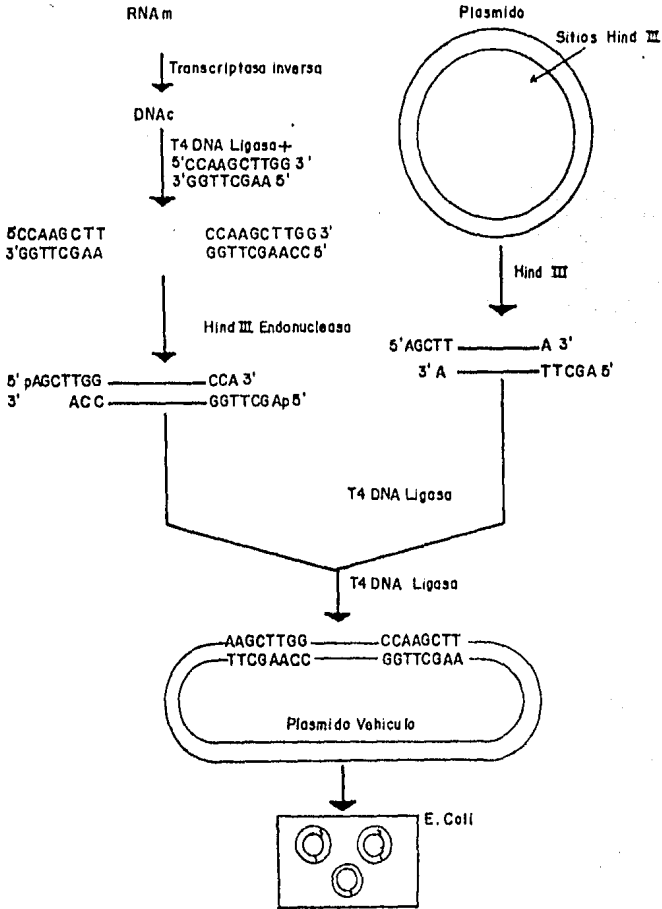 RNAm
Transcriptasa inversa
DNAc
T4 DNA Ligasa+
5'CCAAGCTTGG 3'
3'GGTTCGAA 5'
5'CCAAGCTT CCAAGCTTGG 3'
3'GGTTCGAA GGTTCGAACC 5'
Hind III Endonucleasa
5' pAGCTTGG CCA 3'
3' ACC GGTTCGAp 5'
Plasmido
Sitios Hind III
Hind III
5'AGCTT A 3'
3' A TTCGA 5'
T4 DNA Ligasa
T4 DNA Ligasa
AAGCTTGG CCAAGCTT
TTCGAACC GGTTCGAA
Plasmido Vehiculo
E. Coli